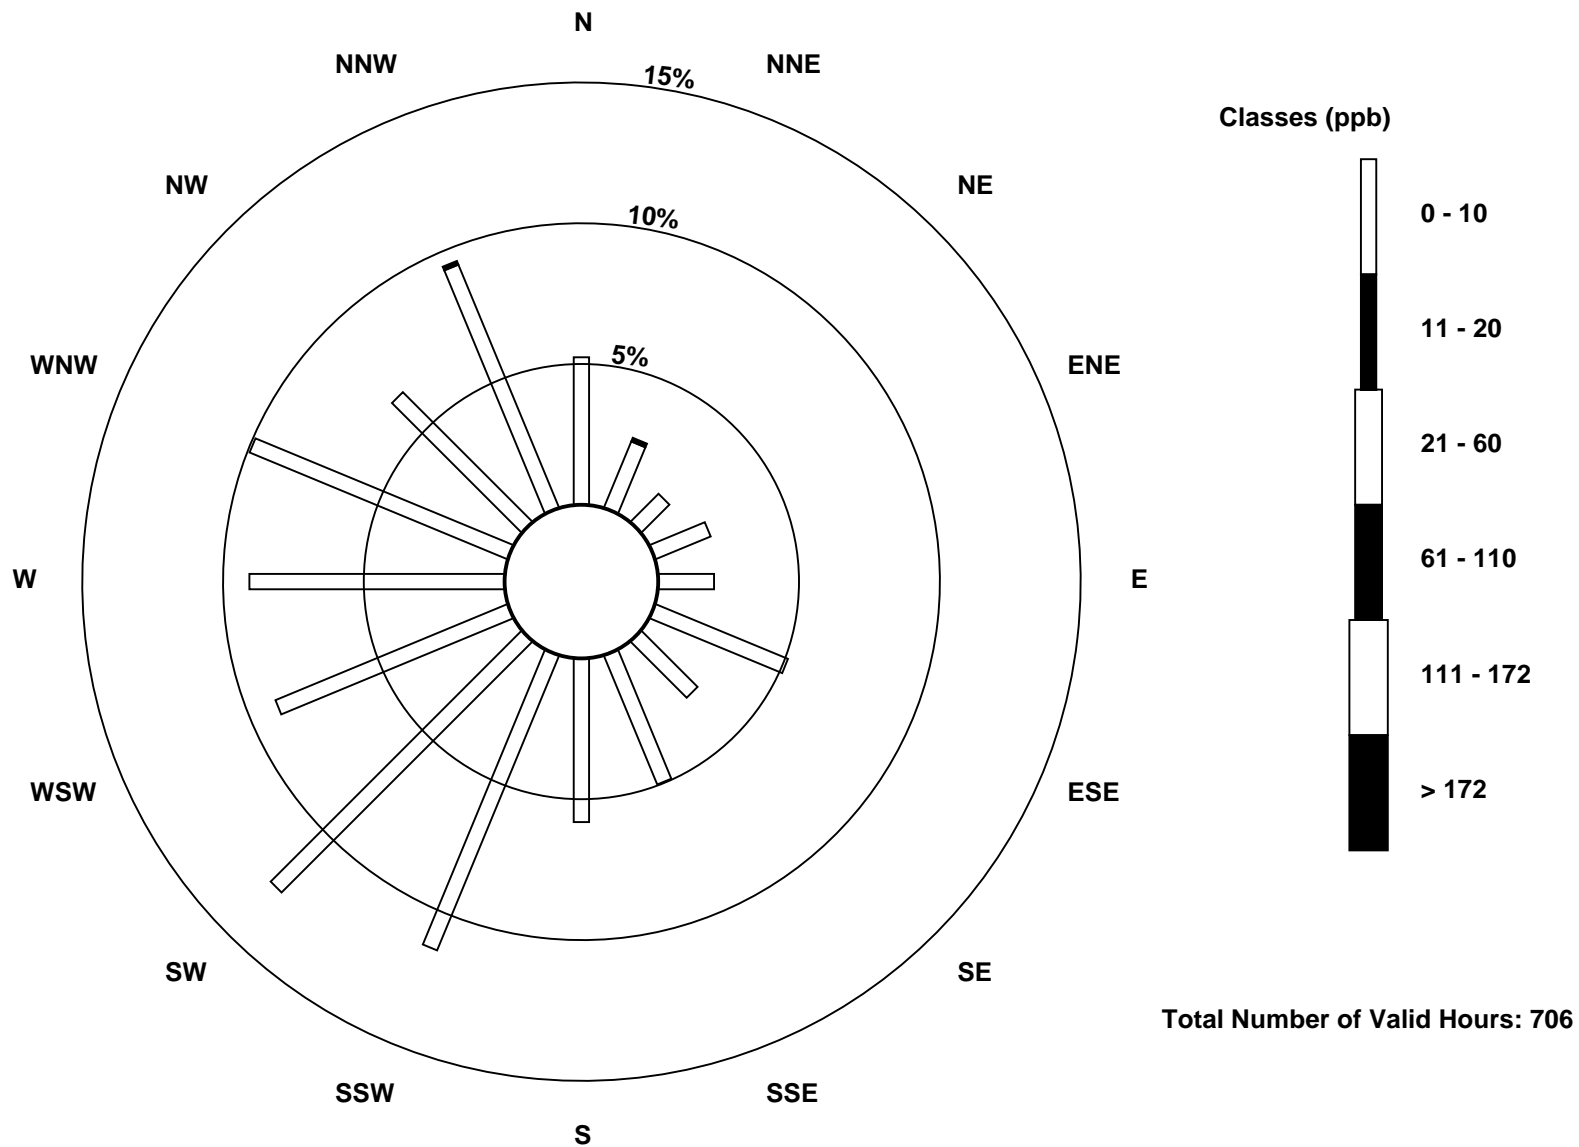 N
NNW
NNE
15%
Classes (ppb)
NW
NE
0 - 10
10%
11 - 20
5%
WNW
ENE
21 - 60
61 - 110
W
E
111 - 172
WSW
ESE
> 172
SW
SE
Total Number of Valid Hours: 706
SSW
SSE
S